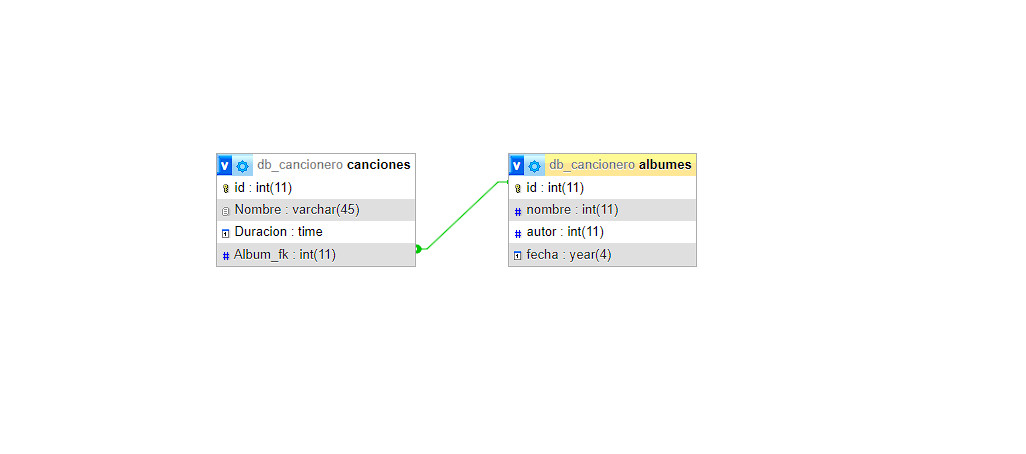 db_cancionero canciones
id : int(11)
Nombre : varchar(45)
Duracion : time
# Album_fk : int(11)
db_cancionero albumes
id : int(11)
# nombre : int(11)
# autor : int(11)
fecha : year(4)